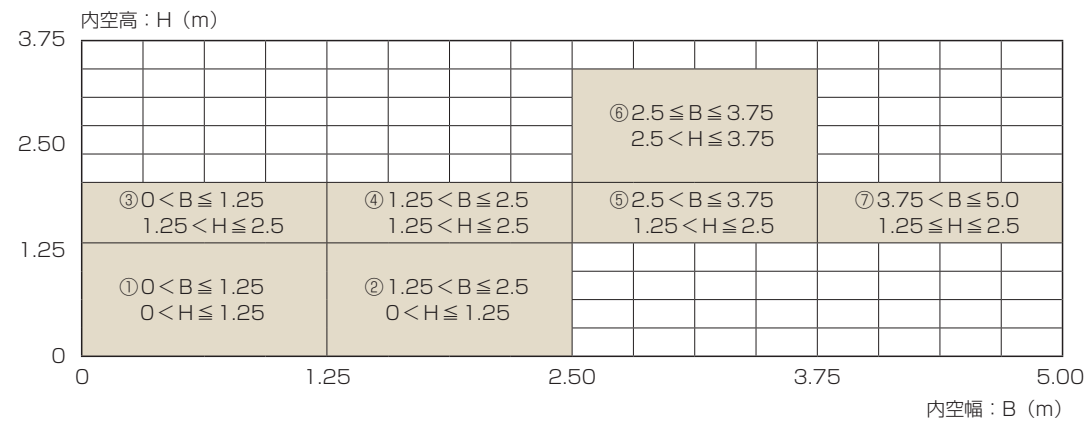 内空高：H（m）
3.75
⑥2.5≦B≦3.75
2.5＜H≦3.75
2.50
③0＜B≦1.25
1.25＜H≦2.5
④1.25＜B≦2.5
1.25＜H≦2.5
⑤2.5＜B≦3.75
1.25＜H≦2.5
⑦3.75＜B≦5.0
1.25≦H≦2.5
1.25
①0＜B≦1.25
0＜H≦1.25
②1.25＜B≦2.5
0＜H≦1.25
0
0
1.25
2.50
3.75
5.00
内空幅：B（m）